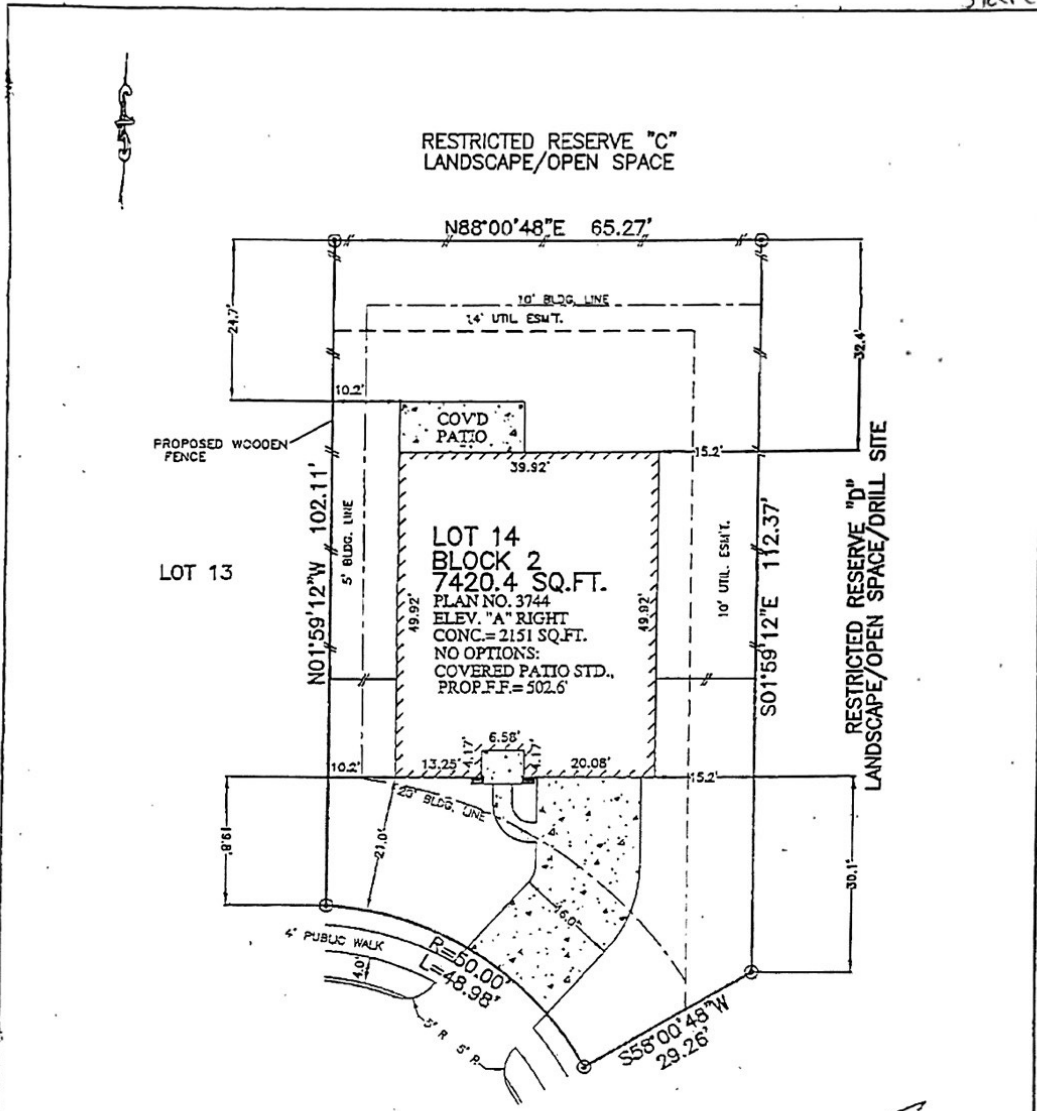 RESTRICTED RESERVE "C"
LANDSCAPE/OPEN SPACE
N88°00'48"E 65.27'
10' BLDG. LINE
14' UTIL ESM'T.
24.7'
32.4'
10.2'
COV'D
PATIO
PROPOSED WOODEN
FENCE
39.92'
15.2'
N01°59'12"W 102.11'
5' BLDG. LINE
LOT 13
49.92'
LOT 14
BLOCK 2
7420.4 SQ.FT.
PLAN NO. 3744
ELEV. "A" RIGHT
CONC.= 2151 SQ.FT.
NO OPTIONS:
COVERED PATIO STD.,
PROP.F.F.= 502.6'
49.92'
10' UTIL. ESM'T.
S01°59'12"E 112.37'
RESTRICTED RESERVE "D"
LANDSCAPE/OPEN SPACE/DRILL SITE
6.58'
4.17'
4.17'
10.2'
13.25'
20.08'
15.2'
20' BLDG. LINE
19.8'
21.0'
30.1'
16.0'
4' PUBLIC WALK
4.0'
R=50.00'
L=48.98'
5' R
5' R.
S58°00'48"W
29.26'